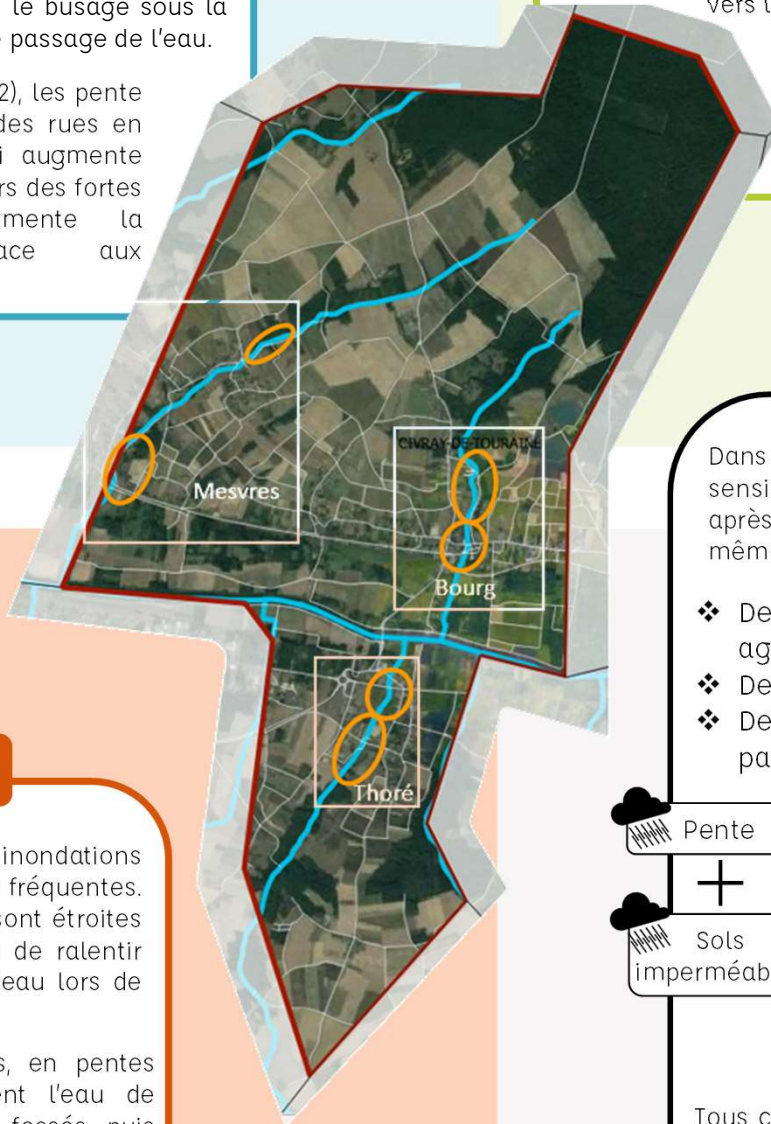 le busage sous la
passage de l'eau.
vers l
2), les pente
des rues en
augmente
rs des fortes
mente la
ace aux
CIVRAY-DE-TOURAINE
Mesvres
Bourg
Thoré
Dans
sensi
après
mêm
❖ De
ag
❖ De
❖ De
pa
Pente
+
Sols
imperméab
inondations
fréquentes.
sont étroites
de ralentir
eau lors de
s, en pentes
ent l'eau de
fossés puis
Tous c